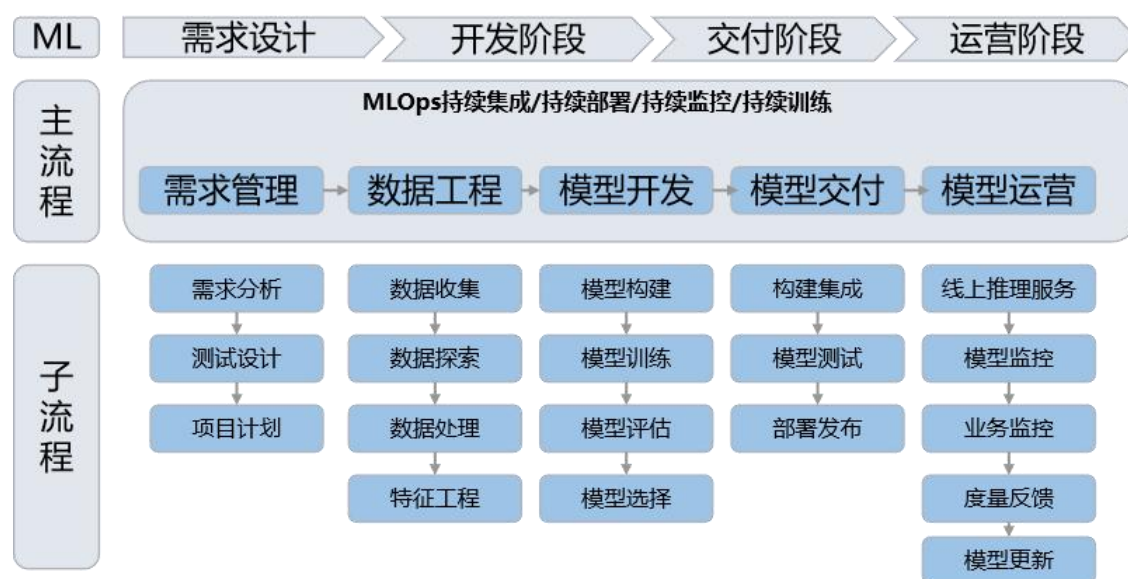 ML
需求设计
开发阶段
交付阶段
运营阶段
主流程
MLOps持续集成/持续部署/持续监控/持续训练
需求管理
数据工程
模型开发
模型交付
模型运营
子流程
需求分析
数据收集
模型构建
构建集成
线上推理服务
测试设计
数据探索
模型训练
模型测试
模型监控
项目计划
数据处理
模型评估
部署发布
业务监控
特征工程
模型选择
度量反馈
模型更新